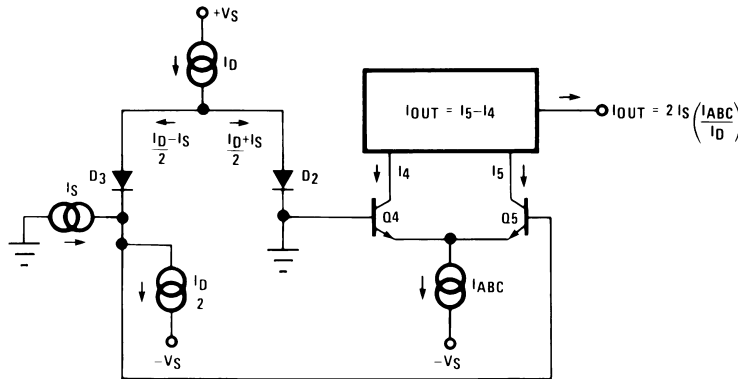 +VS
ID
ID/2 − IS
ID/2 + IS
D3
D2
IS
ID
2
−VS
IOUT = I5 − I4
IOUT = 2 IS (IABC/ID)
I4
I5
Q4
Q5
IABC
−VS